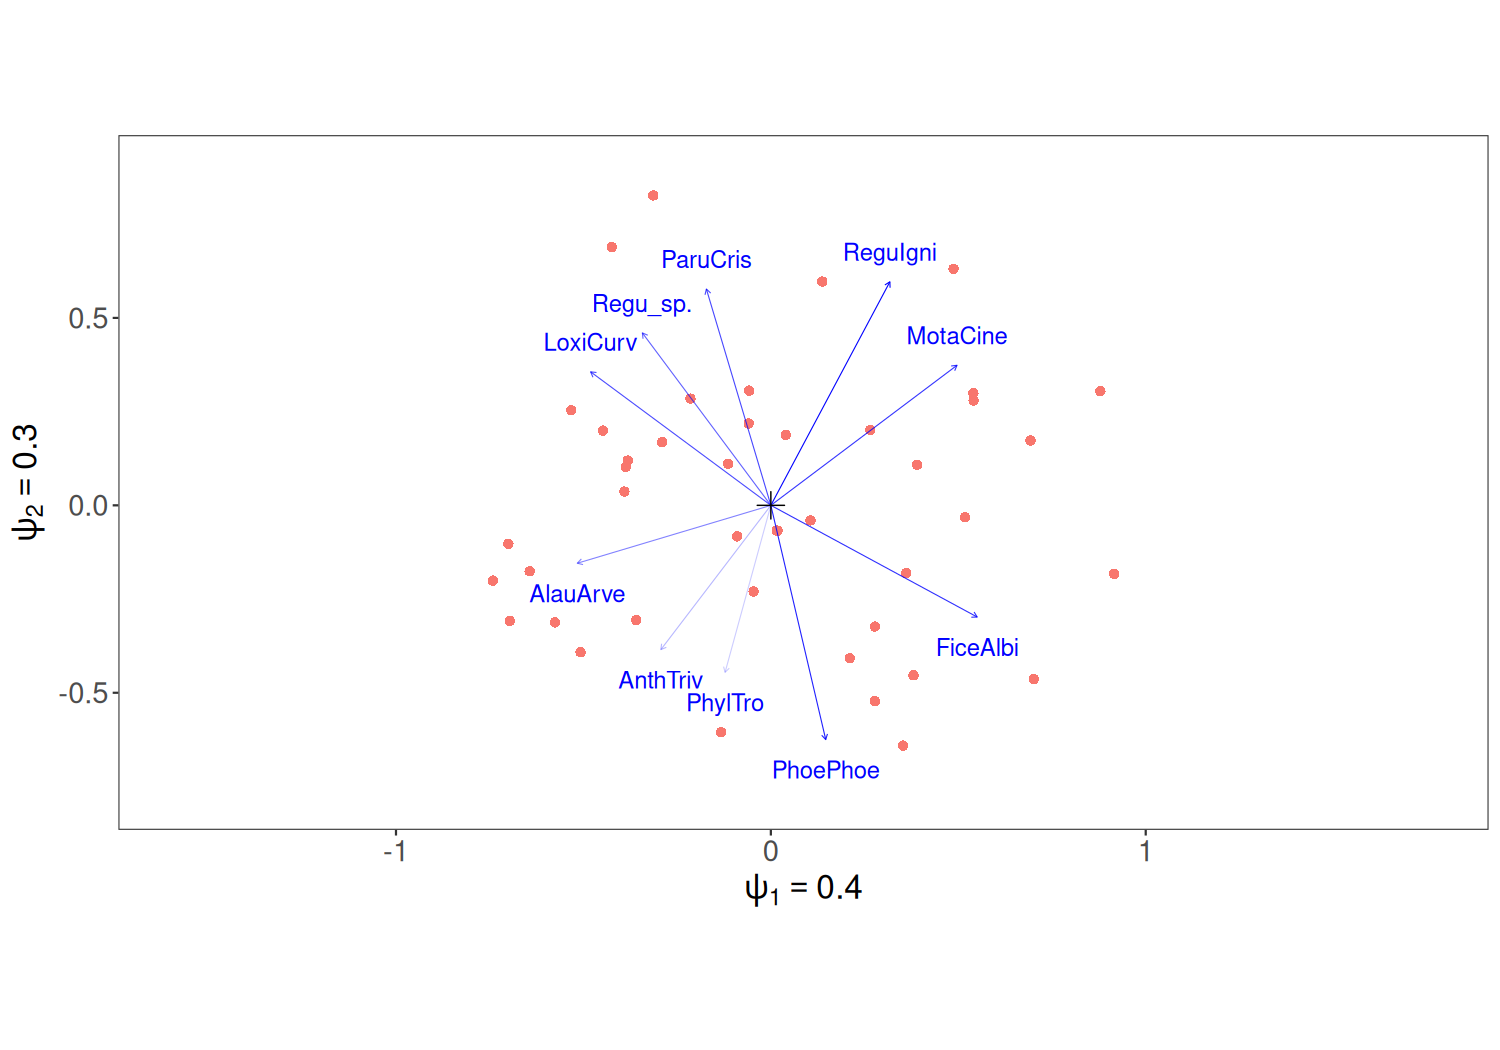 ParuCris
ReguIgni
Regu_sp.
LoxiCurv
MotaCine
AlauArve
AnthTriv
PhylTro
FiceAlbi
PhoePhoe
0.5
0.0
-0.5
-1
0
1
ψ₁ = 0.4
ψ₂ = 0.3